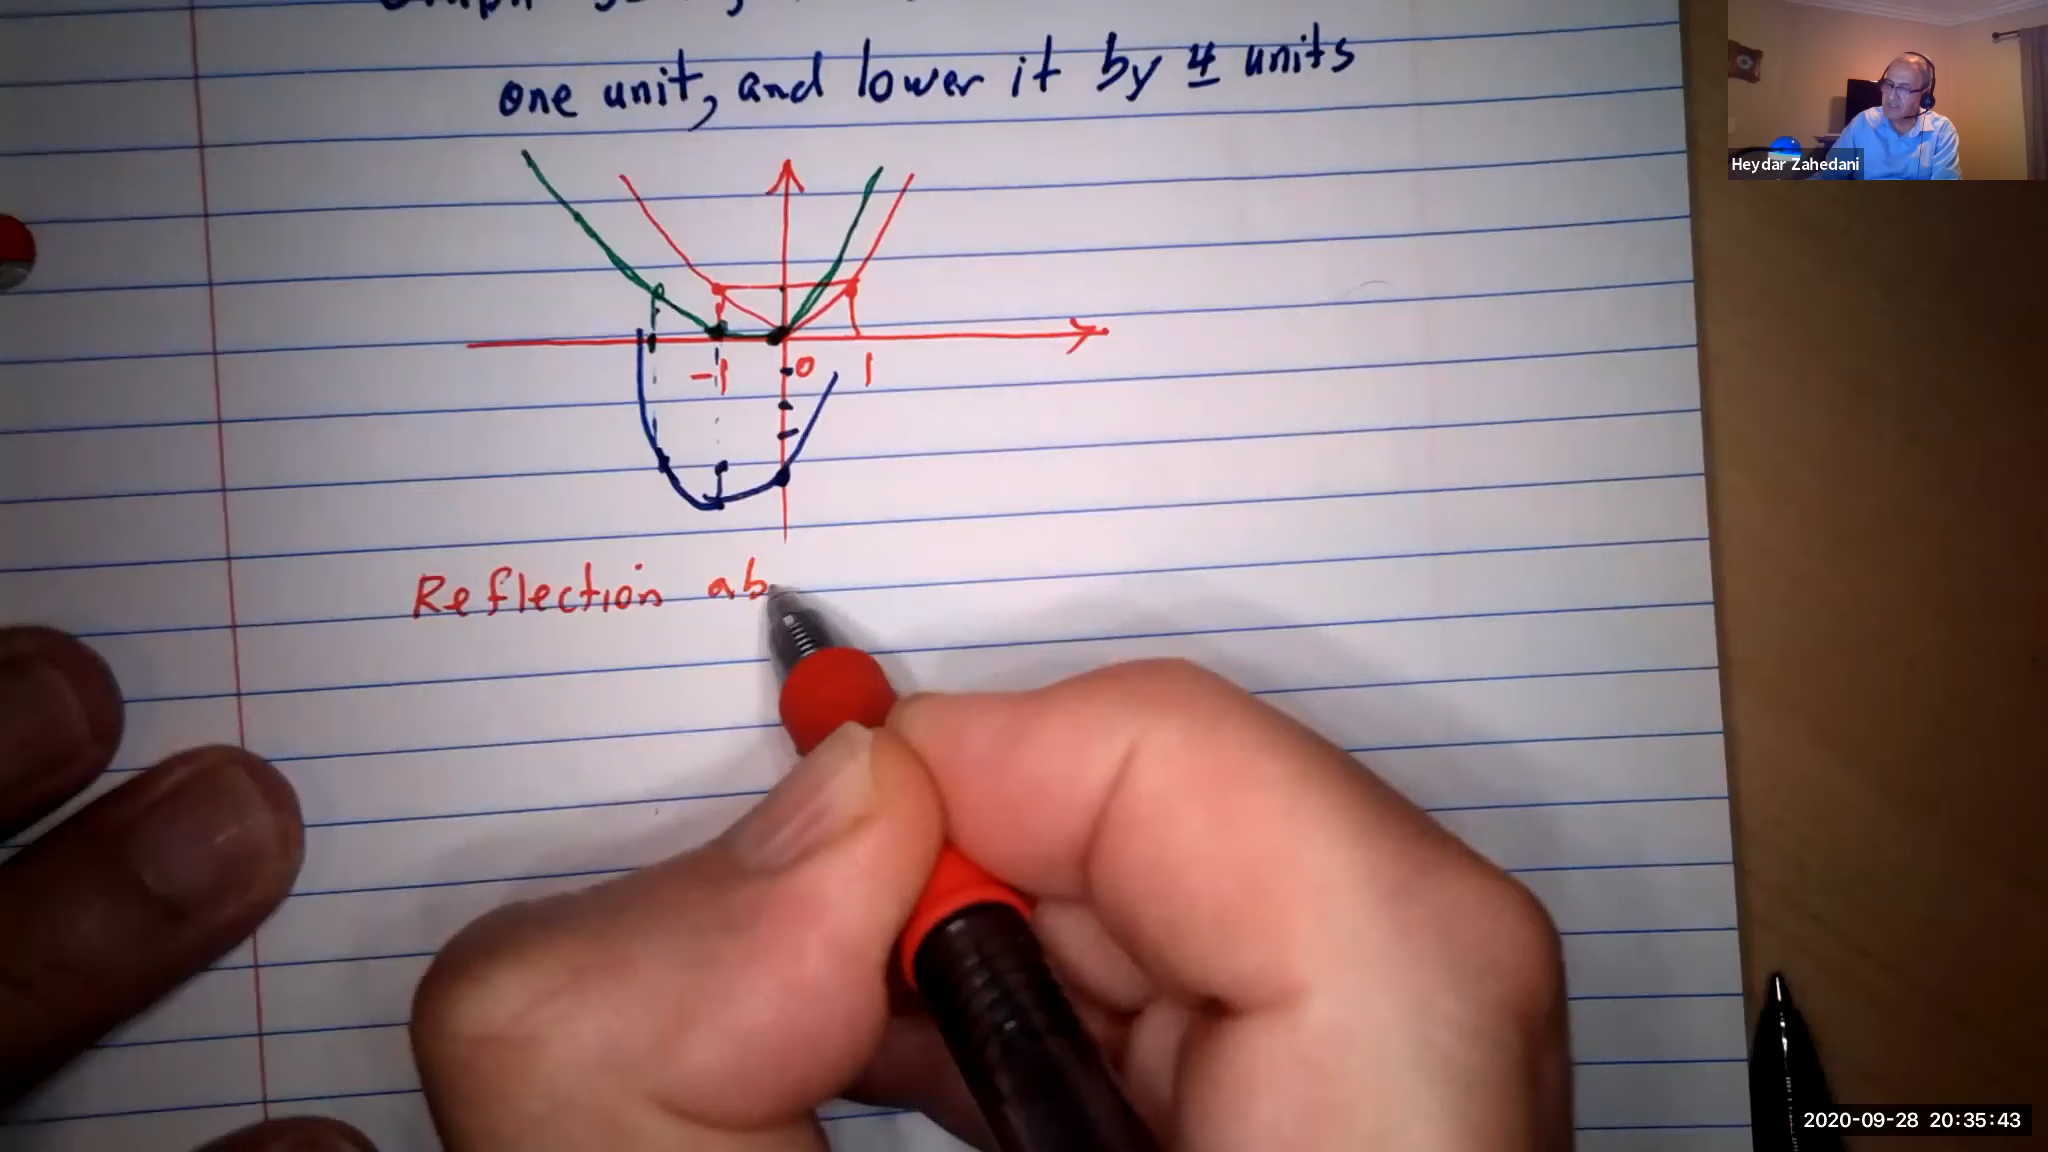 one unit, and lower it by 4 units
-1 0 1
Reflection ab
Heydar Zahedani
2020-09-28 20:35:43